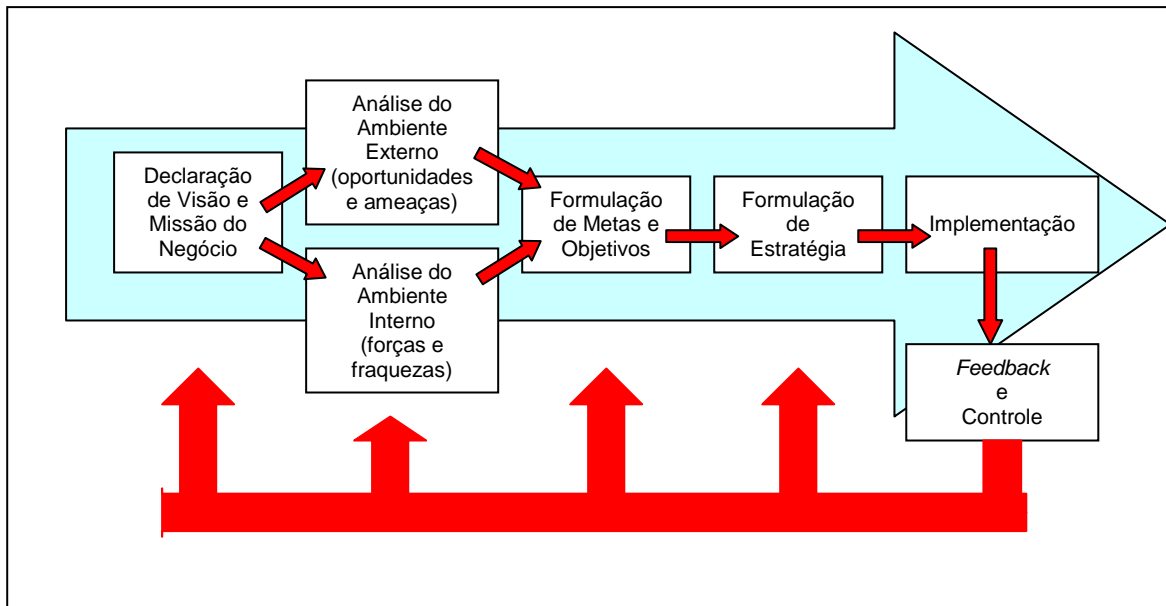 Declaração
de Visão e
Missão do
Negócio
Análise do
Ambiente
Externo
(oportunidades
e ameaças)
Análise do
Ambiente
Interno
(forças e
fraquezas)
Formulação
de Metas e
Objetivos
Formulação
de
Estratégia
Implementação
Feedback
e
Controle